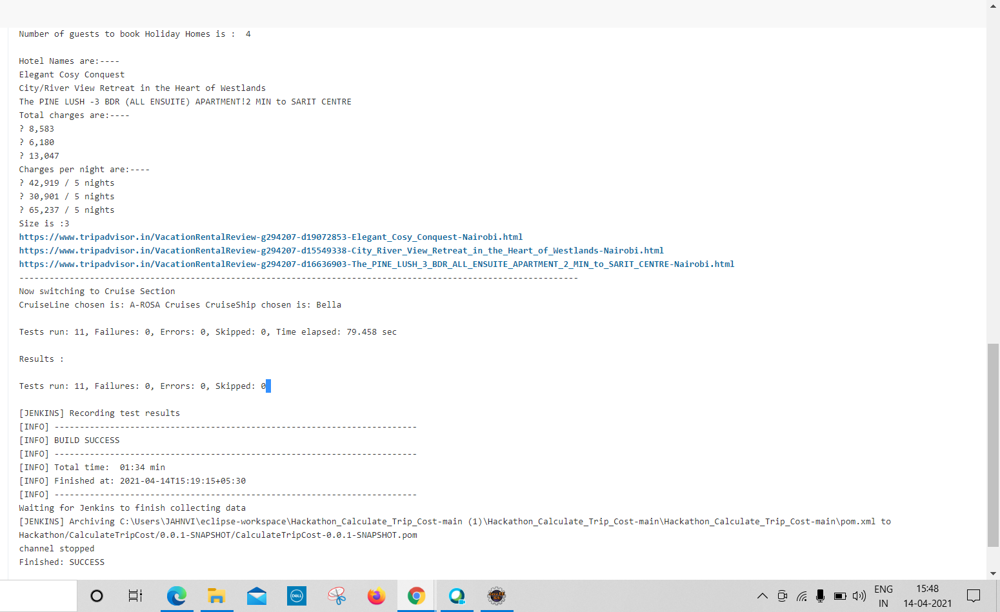 Number of guests to book Holiday Homes is :  4
Hotel Names are:----
Elegant Cosy Conquest
City/River View Retreat in the Heart of Westlands
The PINE LUSH -3 BDR (ALL ENSUITE) APARTMENT!2 MIN to SARIT CENTRE
Total charges are:----
? 8,583
? 6,180
? 13,047
Charges per night are:----
? 42,919 / 5 nights
? 30,901 / 5 nights
? 65,237 / 5 nights
Size is :3
https://www.tripadvisor.in/VacationRentalReview-g294207-d19072853-Elegant_Cosy_Conquest-Nairobi.html
https://www.tripadvisor.in/VacationRentalReview-g294207-d15549338-City_River_View_Retreat_in_the_Heart_of_Westlands-Nairobi.html
https://www.tripadvisor.in/VacationRentalReview-g294207-d16636903-The_PINE_LUSH_3_BDR_ALL_ENSUITE_APARTMENT_2_MIN_to_SARIT_CENTRE-Nairobi.html
---------------------------------------------------------------------------------------------------------------
Now switching to Cruise Section
CruiseLine chosen is: A-ROSA Cruises CruiseShip chosen is: Bella
Tests run: 11, Failures: 0, Errors: 0, Skipped: 0, Time elapsed: 79.458 sec
Results :
Tests run: 11, Failures: 0, Errors: 0, Skipped: 0
[JENKINS] Recording test results
[INFO] ------------------------------------------------------------------------
[INFO] BUILD SUCCESS
[INFO] ------------------------------------------------------------------------
[INFO] Total time:  01:34 min
[INFO] Finished at: 2021-04-14T15:19:15+05:30
[INFO] ------------------------------------------------------------------------
Waiting for Jenkins to finish collecting data
[JENKINS] Archiving C:\Users\JAHNVI\eclipse-workspace\Hackathon_Calculate_Trip_Cost-main (1)\Hackathon_Calculate_Trip_Cost-main\Hackathon_Calculate_Trip_Cost-main\pom.xml to
Hackathon/CalculateTripCost/0.0.1-SNAPSHOT/CalculateTripCost-0.0.1-SNAPSHOT.pom
channel stopped
Finished: SUCCESS
DELL
ENG
IN
15:48
14-04-2021